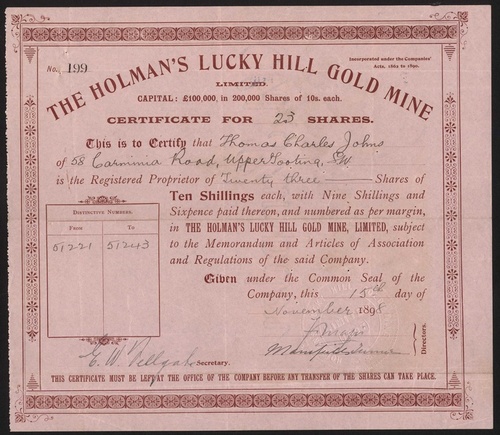 No. 199
Incorporated under the Companies'
Acts, 1862 to 1890.
THE HOLMAN'S LUCKY HILL GOLD MINE
LIMITED.
CAPITAL: £100,000, in 200,000 Shares of 10s. each.
CERTIFICATE FOR 23 SHARES.
This is to Certify that Thomas Charles Johns
of 58 Road, Upper Tooting, SW
is the Registered Proprietor of Twenty three Shares of
Ten Shillings each, with Nine Shillings and
Sixpence paid thereon, and numbered as per margin,
in THE HOLMAN'S LUCKY HILL GOLD MINE, LIMITED, subject
to the Memorandum and Articles of Association
and Regulations of the said Company.
DISTINCTIVE NUMBERS.
From To
51221 51243
Given under the Common Seal of the
Company, this 15th day of
November 1898
Directors.
E. W. Secretary.
THIS CERTIFICATE MUST BE LEFT AT THE OFFICE OF THE COMPANY BEFORE ANY TRANSFER OF THE SHARES CAN TAKE PLACE.